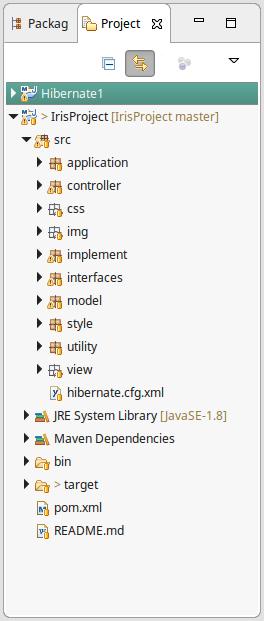 Packag Project
Hibernate1
> IrisProject [IrisProject master]
src
application
controller
css
img
implement
interfaces
model
style
utility
view
hibernate.cfg.xml
JRE System Library [JavaSE-1.8]
Maven Dependencies
bin
> target
pom.xml
README.md